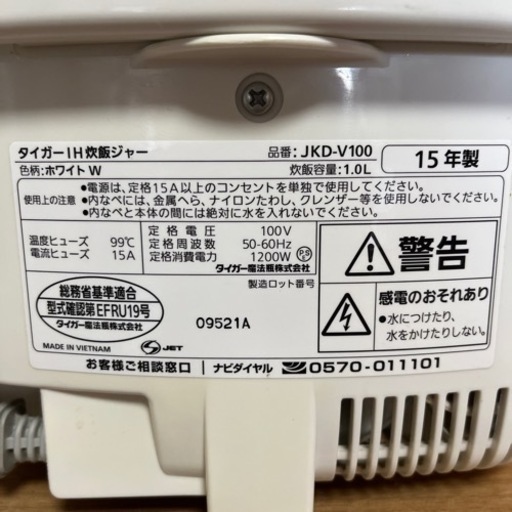 タイガーIH炊飯ジャー 品番:JKD-V100
15年製
色柄:ホワイト W 炊飯容量:1.0L
使用上の注意
●電源は、定格15A以上のコンセントを単独で使用してください。
●内なべには、金属へら、ナイロンたわし、クレンザー等を使用しないでください。
●内なべと本体の間には絶対に水を入れないでください。
温度ヒューズ 99℃
電流ヒューズ 15A
定格電圧 100V
定格周波数 50-60Hz
定格消費電力 1200W
タイガー魔法瓶株式会社
総務省基準適合
型式確認第EFRU19号
タイガー魔法瓶株式会社
製造ロット番号
09521A
警告
感電のおそれあり
●水につけたり、
水をかけたりしない。
MADE IN VIETNAM
S JET
お客様ご相談窓口 ナビダイヤル 0570-011101